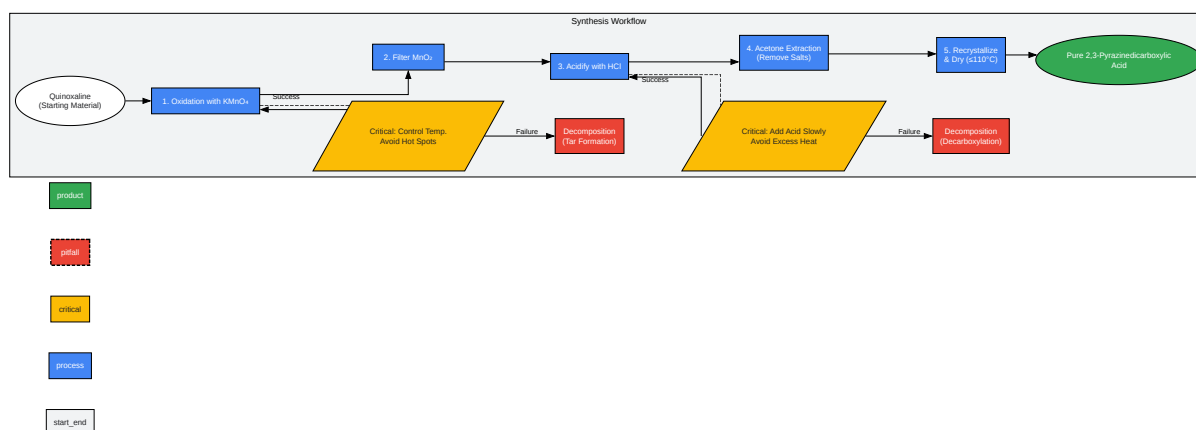 Synthesis Workflow
Quinoxaline
(Starting Material)
1. Oxidation with KMnO₄
Success
2. Filter MnO₂
Critical: Control Temp.
Avoid Hot Spots
Failure
Decomposition
(Tar Formation)
3. Acidify with HCl
Success
4. Acetone Extraction
(Remove Salts)
Critical: Add Acid Slowly
Avoid Excess Heat
Failure
Decomposition
(Decarboxylation)
5. Recrystallize
& Dry (≤110°C)
Pure 2,3-Pyrazinedicarboxylic
Acid
product
pitfall
critical
process
start_end